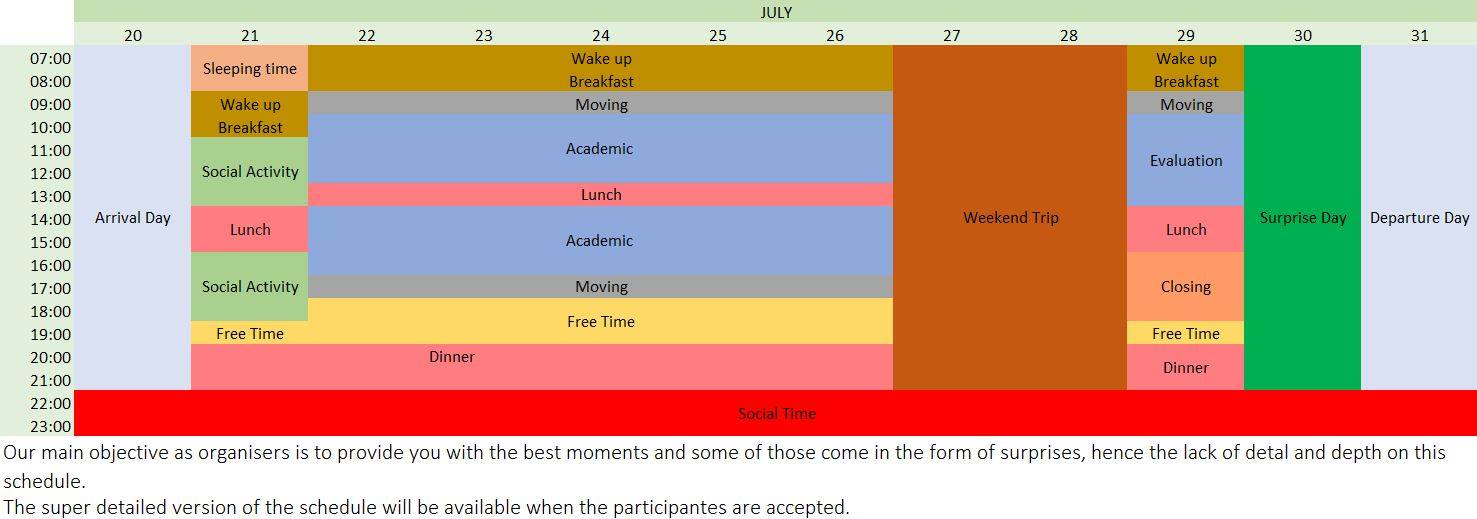 JULY
20 21 22 23 24 25 26 27 28 29 30 31
07:00 Sleeping time Wake up Wake up
08:00 Breakfast Breakfast
09:00 Wake up Moving Moving
10:00 Breakfast
11:00 Academic Evaluation
12:00 Social Activity
13:00 Lunch
14:00 Arrival Day Lunch Weekend Trip Lunch Surprise Day Departure Day
15:00 Academic
16:00
17:00 Social Activity Moving Closing
18:00 Free Time
19:00 Free Time Free Time
20:00 Dinner Dinner
21:00
22:00 Social Time
23:00
Our main objective as organisers is to provide you with the best moments and some of those come in the form of surprises, hence the lack of detal and depth on this
schedule.
The super detailed version of the schedule will be available when the participantes are accepted.